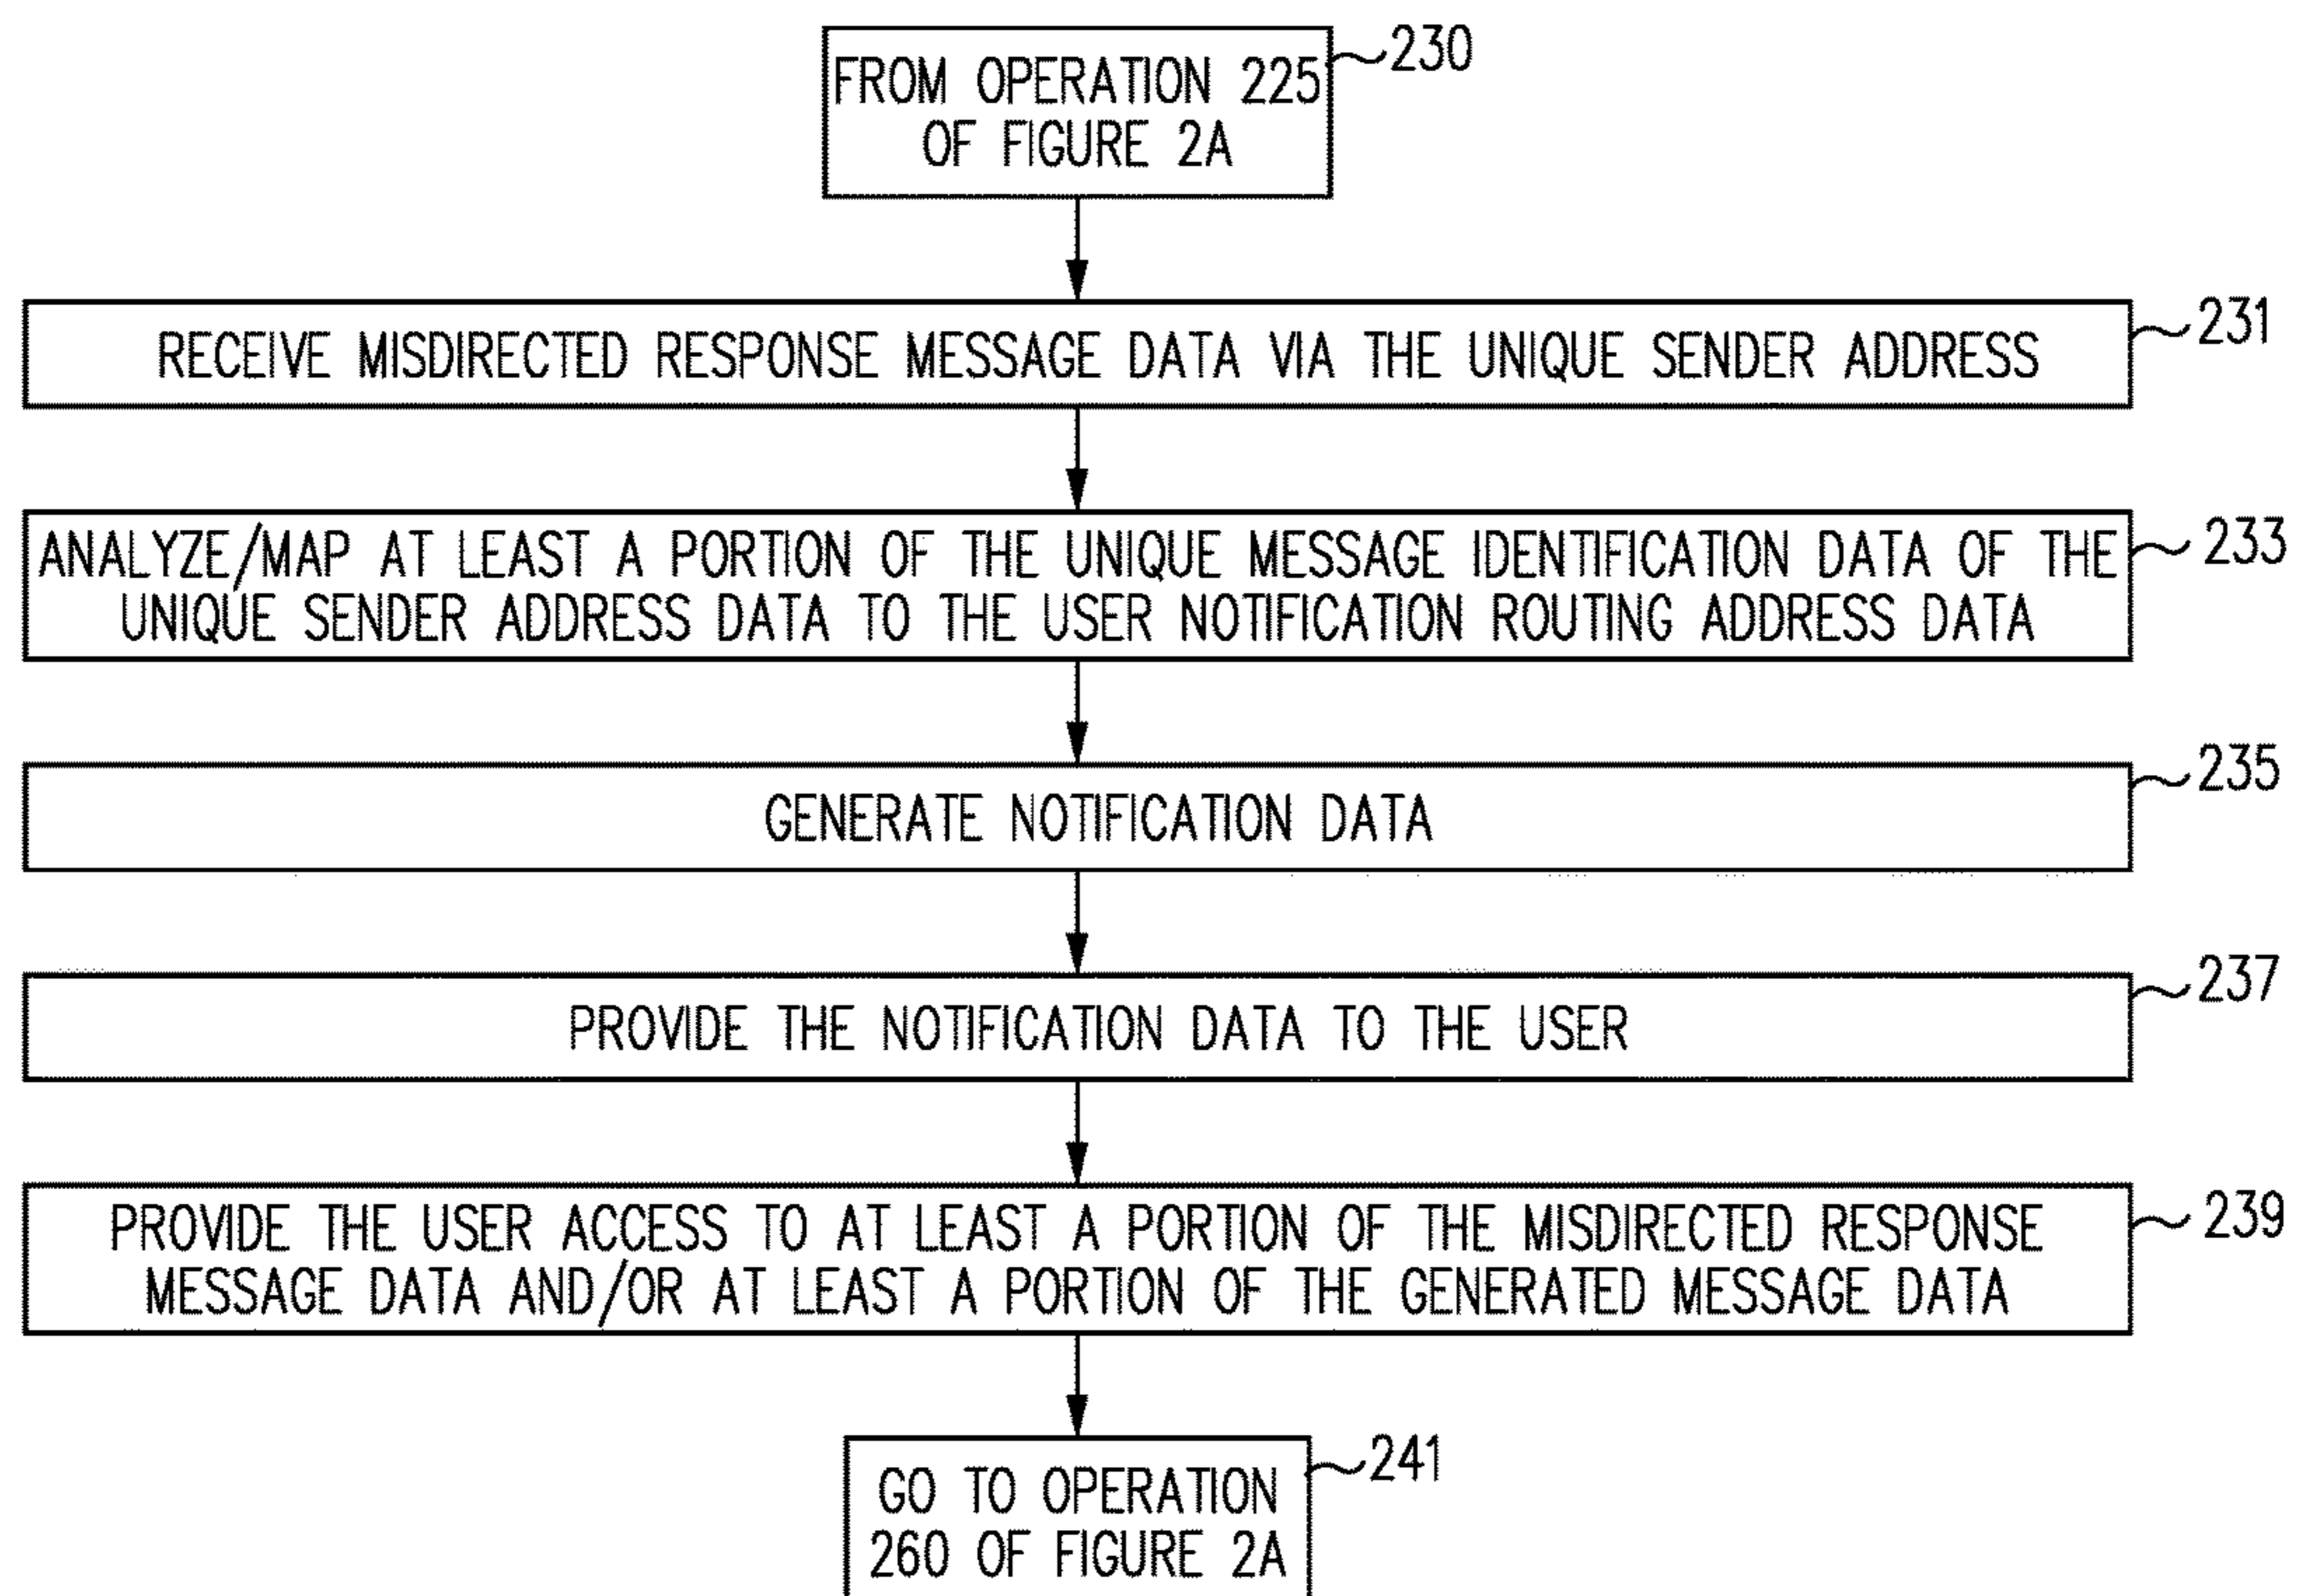 FROM OPERATION 225
OF FIGURE 2A
230
RECEIVE MISDIRECTED RESPONSE MESSAGE DATA VIA THE UNIQUE SENDER ADDRESS
231
ANALYZE/MAP AT LEAST A PORTION OF THE UNIQUE MESSAGE IDENTIFICATION DATA OF THE
UNIQUE SENDER ADDRESS DATA TO THE USER NOTIFICATION ROUTING ADDRESS DATA
233
GENERATE NOTIFICATION DATA
235
PROVIDE THE NOTIFICATION DATA TO THE USER
237
PROVIDE THE USER ACCESS TO AT LEAST A PORTION OF THE MISDIRECTED RESPONSE
MESSAGE DATA AND/OR AT LEAST A PORTION OF THE GENERATED MESSAGE DATA
239
GO TO OPERATION
260 OF FIGURE 2A
241